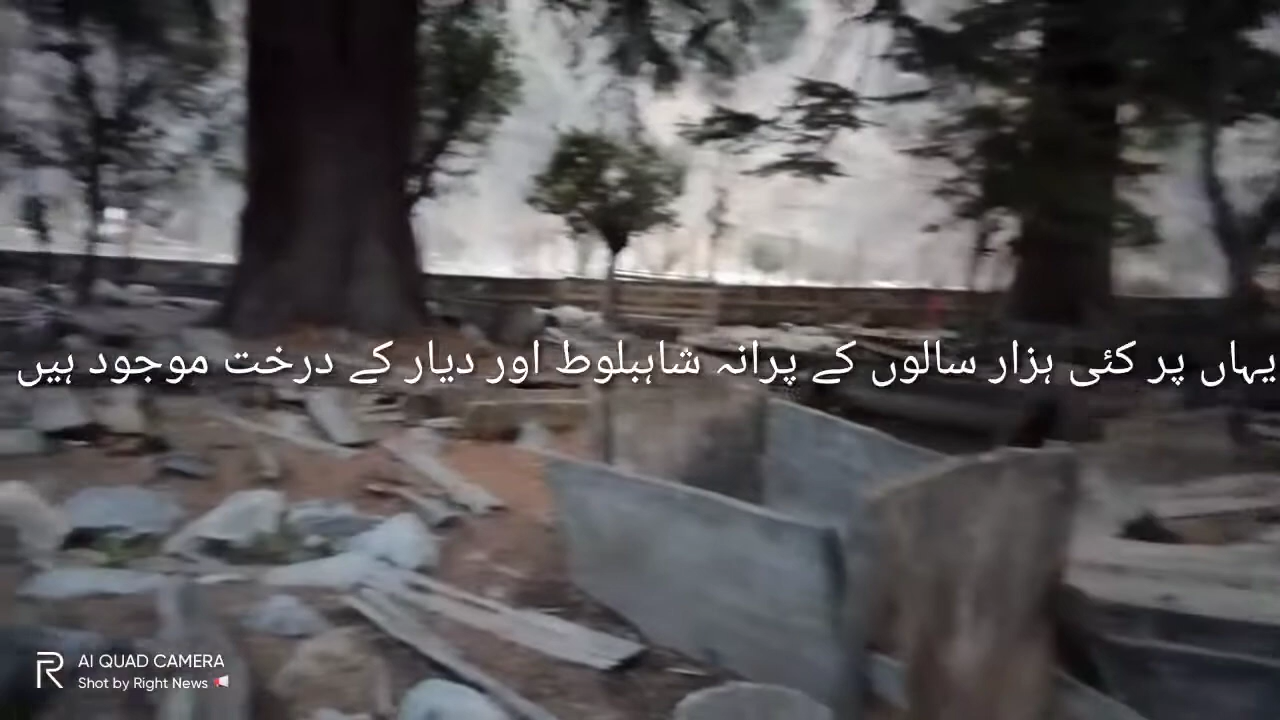 یہاں پر کئی ہزار سالوں کے پرانہ شاہبلوط اور دیار کے درخت موجود ہیں
AI QUAD CAMERA
Shot by Right News